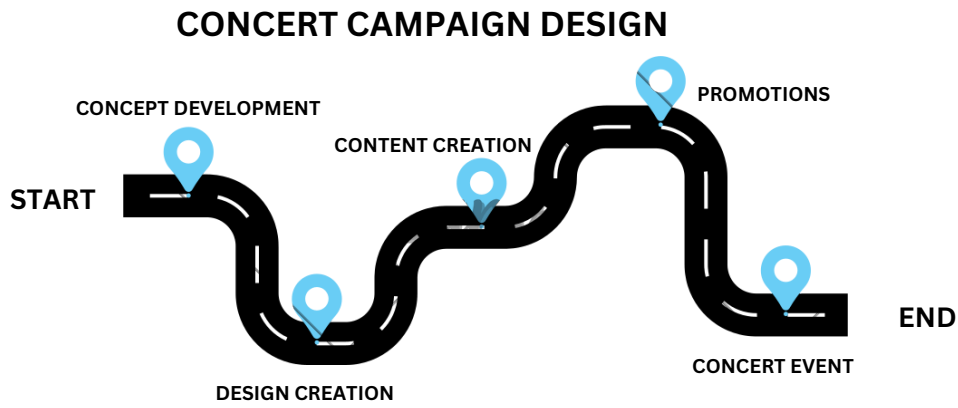 CONCERT CAMPAIGN DESIGN
START
CONCEPT DEVELOPMENT
DESIGN CREATION
CONTENT CREATION
PROMOTIONS
CONCERT EVENT
END